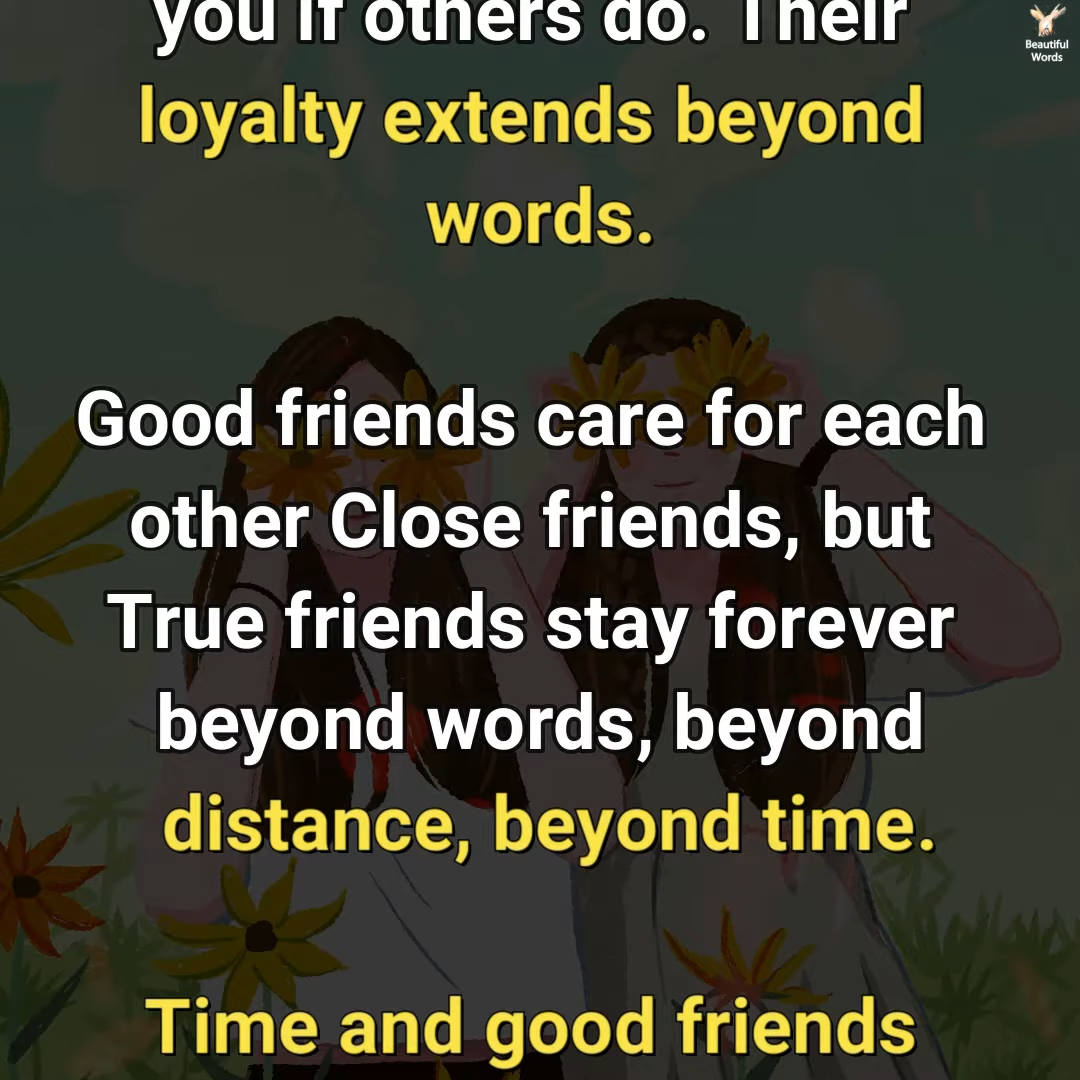 you if others do. Their
loyalty extends beyond
words.
Good friends care for each
other Close friends, but
True friends stay forever
beyond words, beyond
distance, beyond time.
Time and good friends
Beautiful
Words